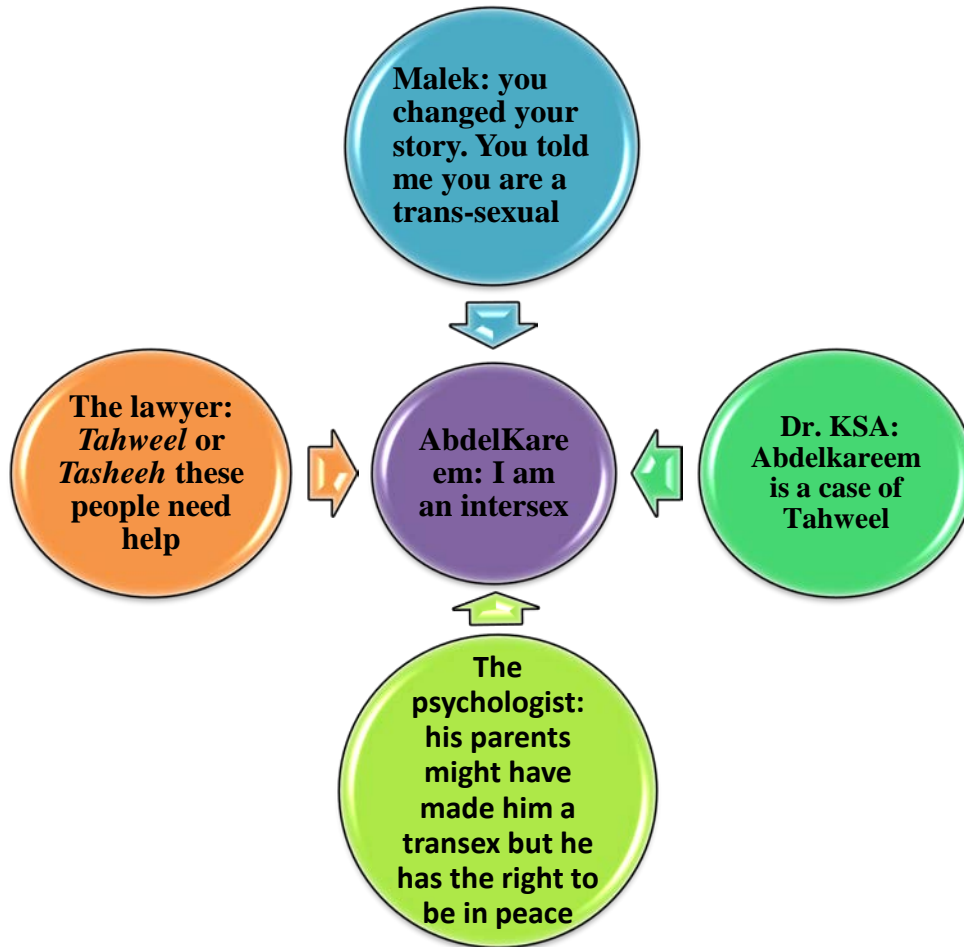 Malek: you
changed your
story. You told
me you are a
trans-sexual
The lawyer:
Tahweel or
Tasheeh these
people need
help
AbdelKare
em: I am
an intersex
Dr. KSA:
Abdelkareem
is a case of
Tahweel
The
psychologist:
his parents
might have
made him a
transex but he
has the right to
be in peace